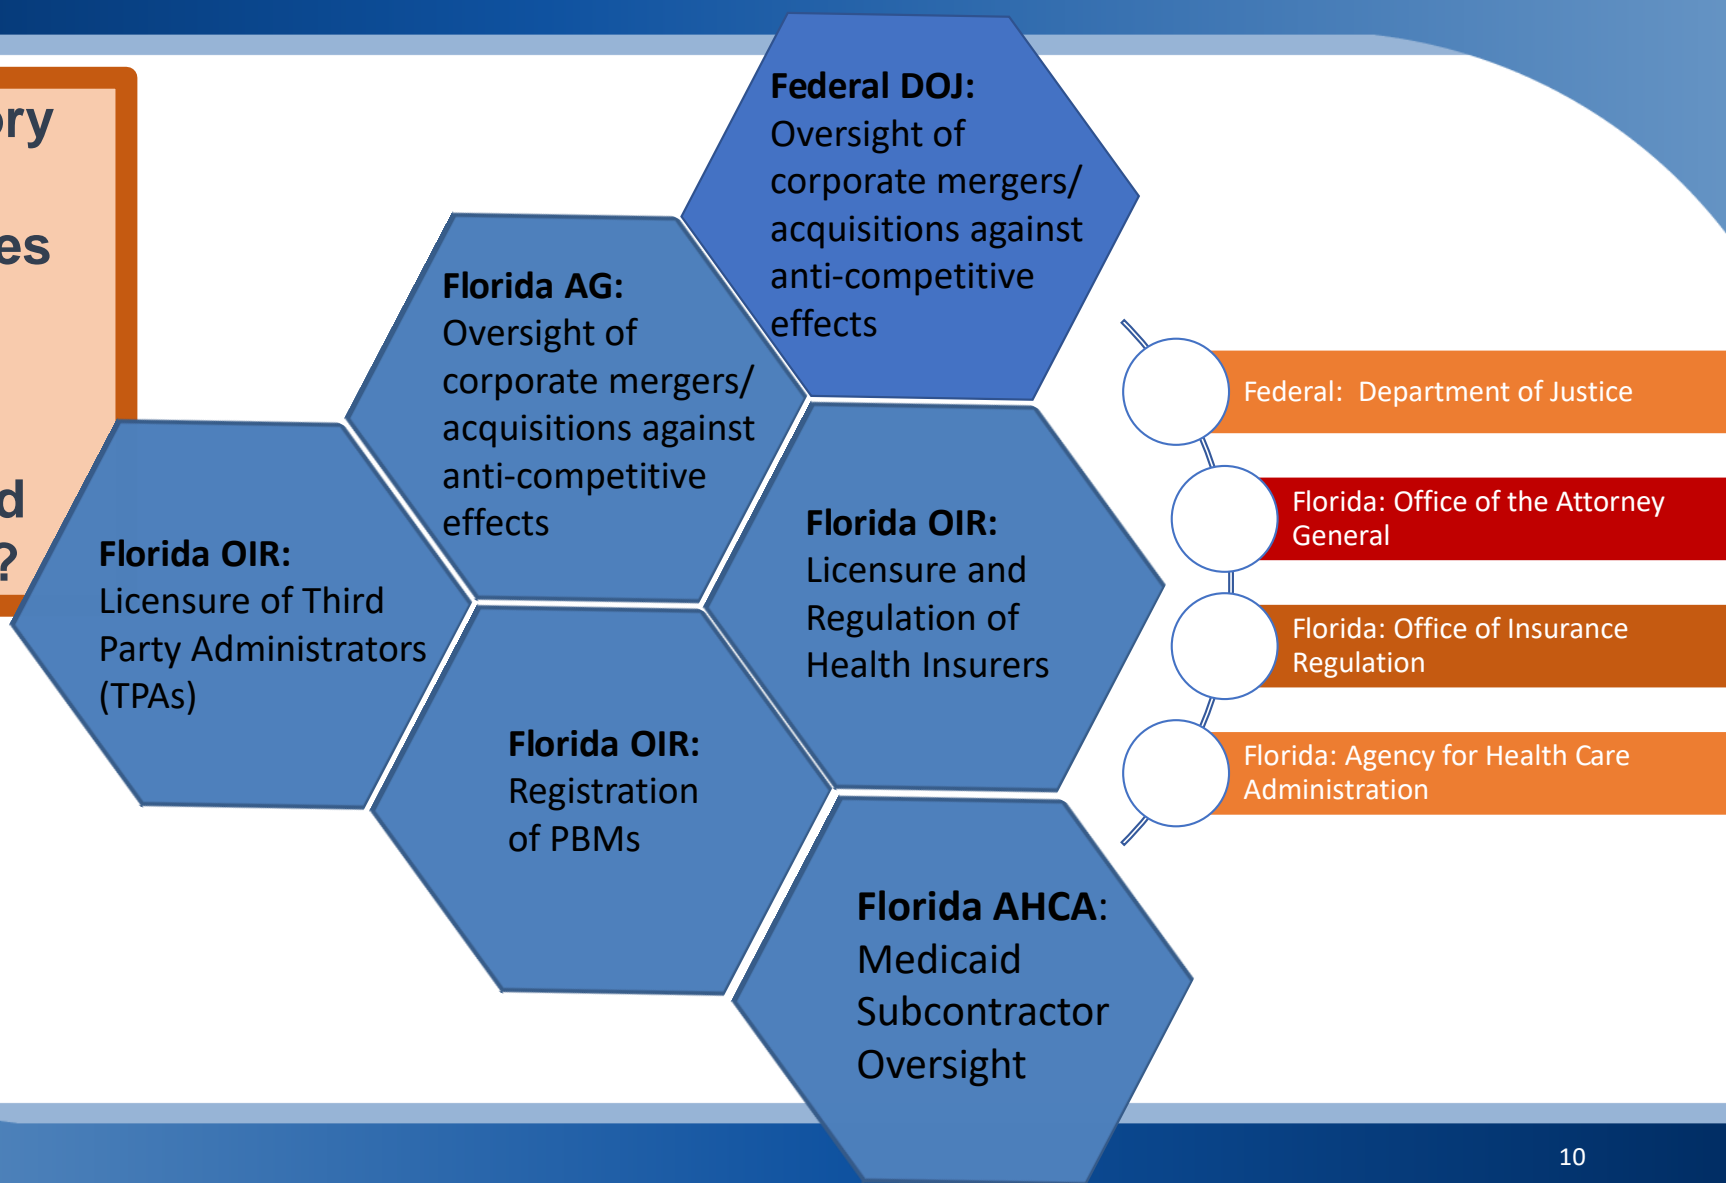 ory
es
d
?
Federal DOJ:
Oversight of
corporate mergers/
acquisitions against
anti-competitive
effects
Florida AG:
Oversight of
corporate mergers/
acquisitions against
anti-competitive
effects
Florida OIR:
Licensure of Third
Party Administrators
(TPAs)
Florida OIR:
Licensure and
Regulation of
Health Insurers
Florida OIR:
Registration
of PBMs
Florida AHCA:
Medicaid
Subcontractor
Oversight
Federal:  Department of Justice
Florida: Office of the Attorney
General
Florida: Office of Insurance
Regulation
Florida: Agency for Health Care
Administration
10